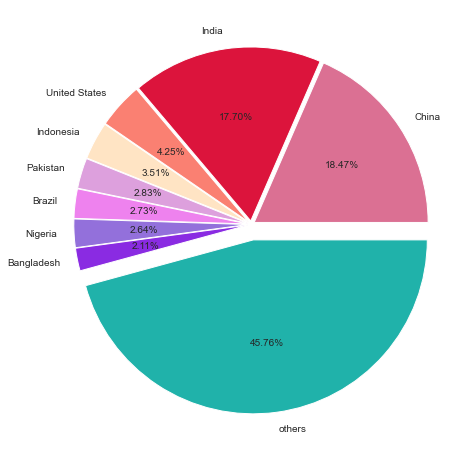 India
China
United States
17.70%
Indonesia
4.25%
18.47%
Pakistan
3.51%
2.83%
Brazil
2.73%
Nigeria
2.64%
2.11%
Bangladesh
45.76%
others